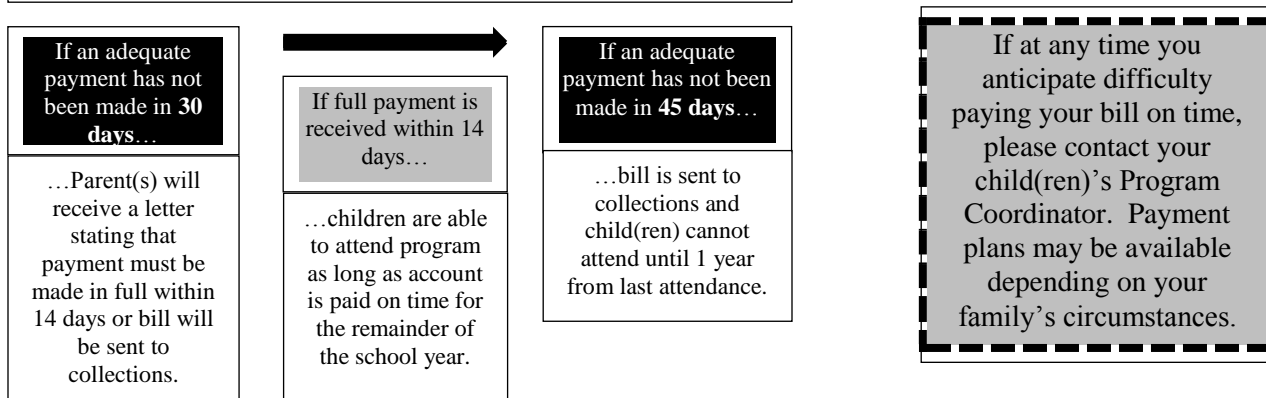 If an adequate
payment has not
been made in 30
days…
…Parent(s) will
receive a letter
stating that
payment must be
made in full within
14 days or bill will
be sent to
collections.
If full payment is
received within 14
days…
…children are able
to attend program
as long as account
is paid on time for
the remainder of
the school year.
If an adequate
payment has not been
made in 45 days…
…bill is sent to
collections and
child(ren) cannot
attend until 1 year
from last attendance.
If at any time you
anticipate difficulty
paying your bill on time,
please contact your
child(ren)’s Program
Coordinator.  Payment
plans may be available
depending on your
family’s circumstances.